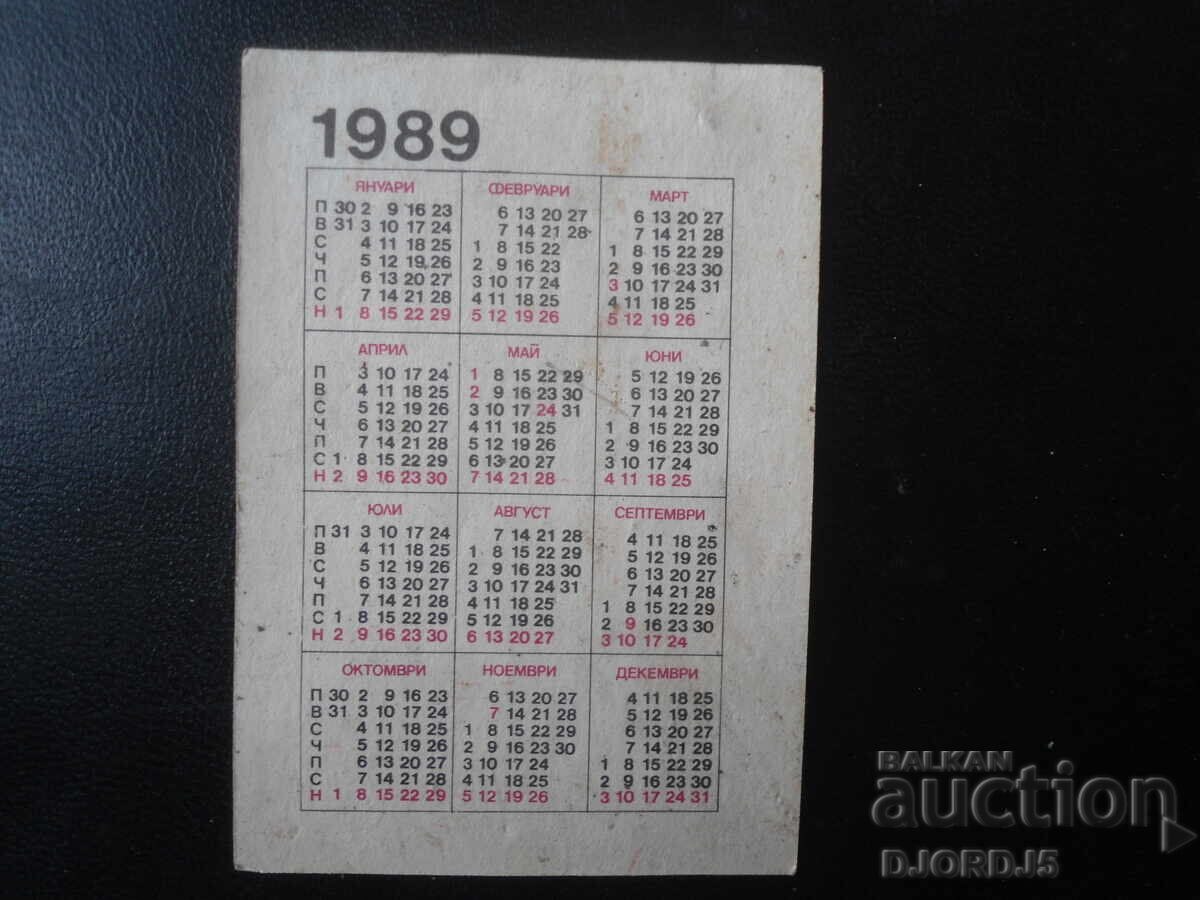 1989
ЯНУАРИ
П 30 2 9 16 23
В 31 3 10 17 24
С 4 11 18 25
Ч 5 12 19 26
П 6 13 20 27
С 7 14 21 28
Н 1 8 15 22 29
ФЕВРУАРИ
6 13 20 27
7 14 21 28
1 8 15 22
2 9 16 23
3 10 17 24
4 11 18 25
5 12 19 26
МАРТ
6 13 20 27
7 14 21 28
1 8 15 22 29
2 9 16 23 30
3 10 17 24 31
4 11 18 25
5 12 19 26
АПРИЛ
П 3 10 17 24
В 4 11 18 25
С 5 12 19 26
Ч 6 13 20 27
П 7 14 21 28
С 1 8 15 22 29
Н 2 9 16 23 30
МАЙ
1 8 15 22 29
2 9 16 23 30
3 10 17 24 31
4 11 18 25
5 12 19 26
6 13 20 27
7 14 21 28
ЮНИ
5 12 19 26
6 13 20 27
7 14 21 28
1 8 15 22 29
2 9 16 23 30
3 10 17 24
4 11 18 25
ЮЛИ
П 31 3 10 17 24
В 4 11 18 25
С 5 12 19 26
Ч 6 13 20 27
П 7 14 21 28
С 1 8 15 22 29
Н 2 9 16 23 30
АВГУСТ
7 14 21 28
1 8 15 22 29
2 9 16 23 30
3 10 17 24 31
4 11 18 25
5 12 19 26
6 13 20 27
СЕПТЕМВРИ
4 11 18 25
5 12 19 26
6 13 20 27
7 14 21 28
1 8 15 22 29
2 9 16 23 30
3 10 17 24
ОКТОМВРИ
П 30 2 9 16 23
В 31 3 10 17 24
С 4 11 18 25
Ч 5 12 19 26
П 6 13 20 27
С 7 14 21 28
Н 1 8 15 22 29
НОЕМВРИ
6 13 20 27
7 14 21 28
1 8 15 22 29
2 9 16 23 30
3 10 17 24
4 11 18 25
5 12 19 26
ДЕКЕМВРИ
4 11 18 25
5 12 19 26
6 13 20 27
7 14 21 28
1 8 15 22 29
2 9 16 23 30
3 10 17 24 31
BALKAN
auction
DJORDJ5